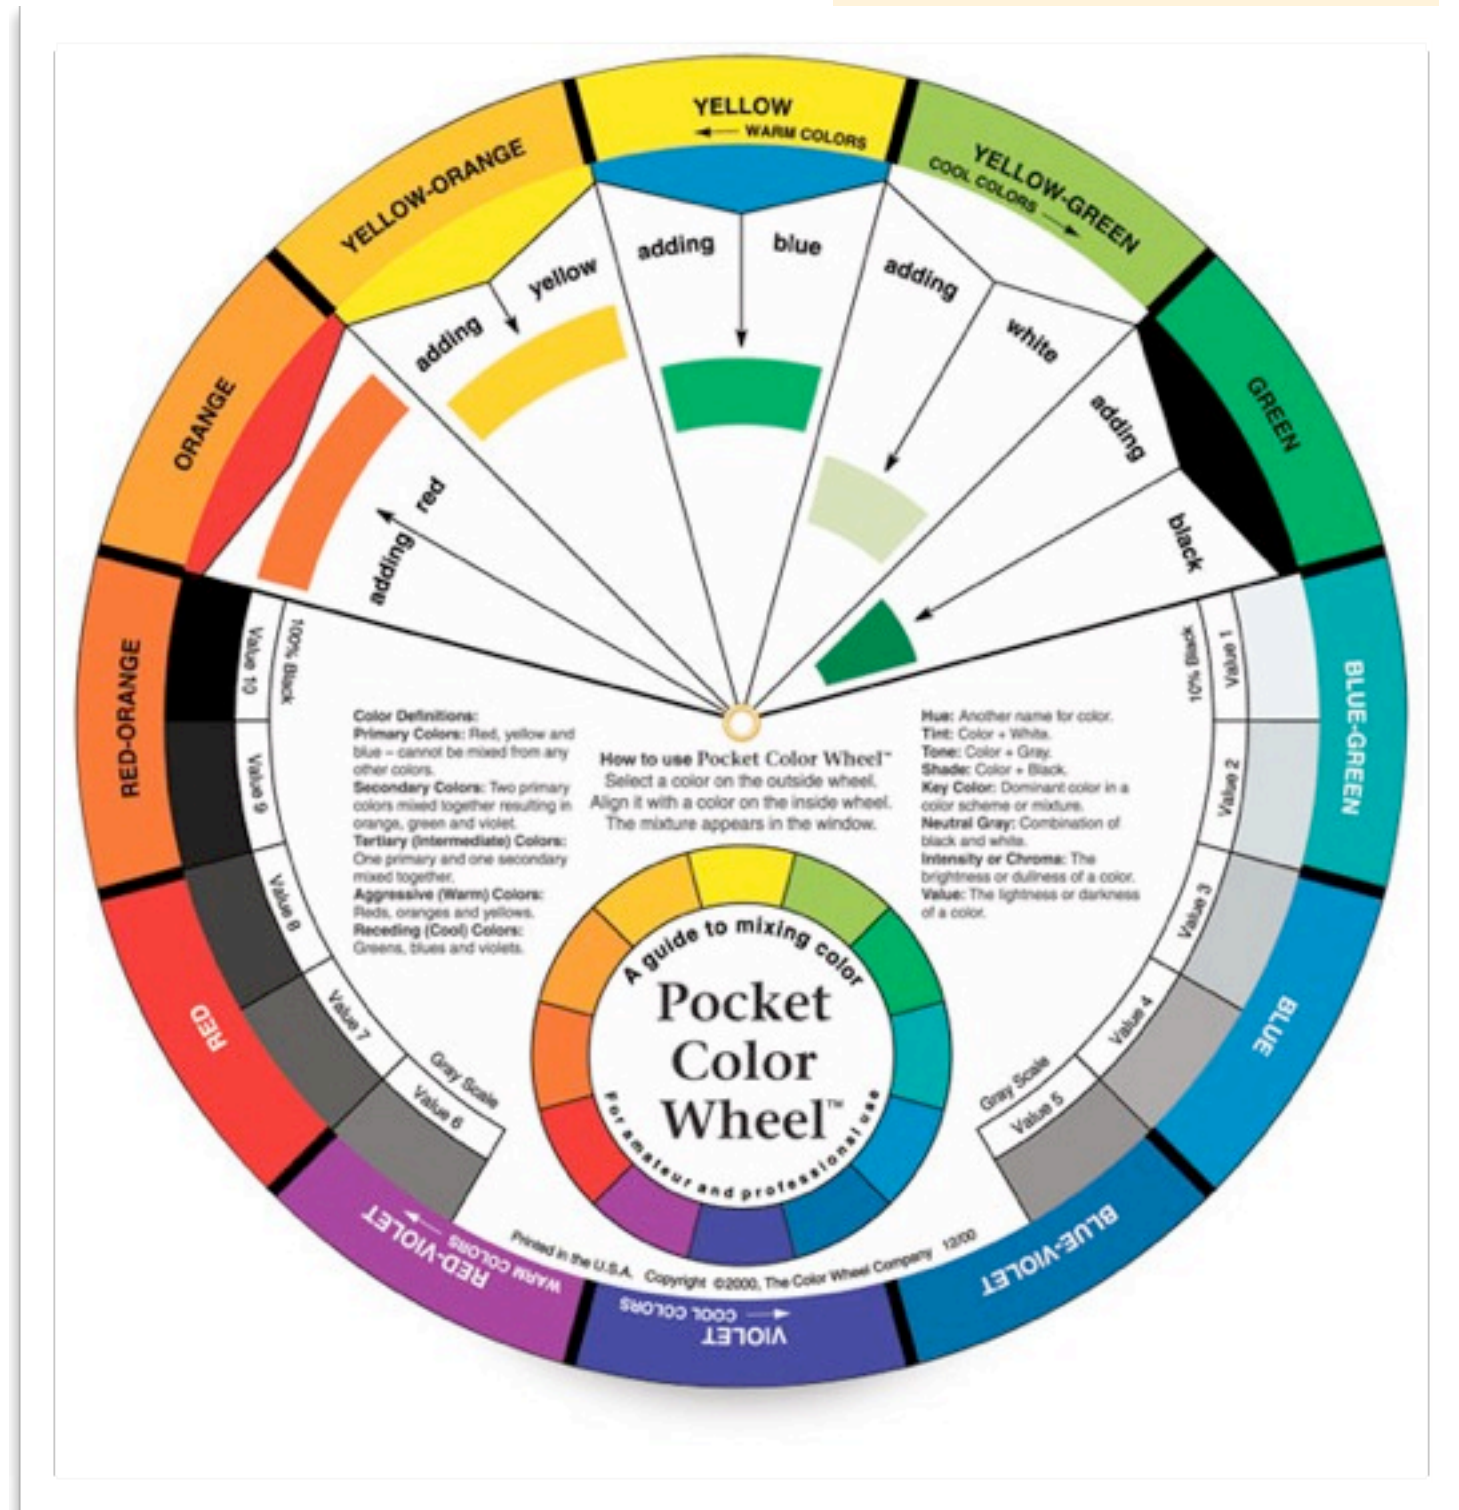 YELLOW
WARM COLORS
YELLOW-GREEN
COOL COLORS
GREEN
BLUE-GREEN
BLUE
BLUE-VIOLET
VIOLET
COOL COLORS
RED-VIOLET
WARM COLORS
RED
RED-ORANGE
ORANGE
YELLOW-ORANGE
adding red
adding yellow
adding blue
adding white
adding black
100% Black
Value 10
Value 9
Value 8
Value 7
Value 6
Gray Scale
10% Black
Value 1
Value 2
Value 3
Value 4
Value 5
Gray Scale
Color Definitions:
Primary Colors: Red, yellow and
blue – cannot be mixed from any
other colors.
Secondary Colors: Two primary
colors mixed together resulting in
orange, green and violet.
Tertiary (Intermediate) Colors:
One primary and one secondary
mixed together.
Aggressive (Warm) Colors:
Reds, oranges and yellows.
Receding (Cool) Colors:
Greens, blues and violets.
How to use Pocket Color Wheel™
Select a color on the outside wheel.
Align it with a color on the inside wheel.
The mixture appears in the window.
Hue: Another name for color.
Tint: Color + White.
Tone: Color + Gray.
Shade: Color + Black.
Key Color: Dominant color in a
color scheme or mixture.
Neutral Gray: Combination of
black and white.
Intensity or Chroma: The
brightness or dullness of a color.
Value: The lightness or darkness
of a color.
A guide to mixing color
Pocket
Color
Wheel™
For amateur and professional use
Printed in the U.S.A. Copyright ©2000, The Color Wheel Company 12/00